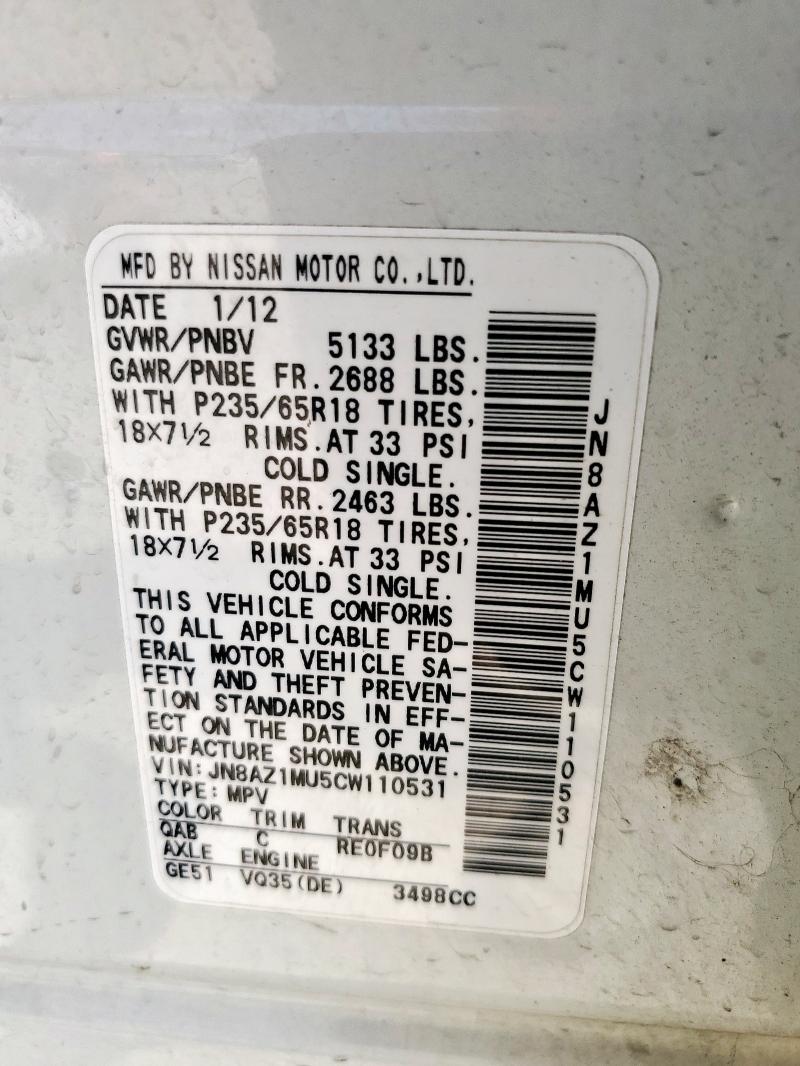 MFD BY NISSAN MOTOR CO.,LTD.
DATE 1/12
GVWR/PNBV 5133 LBS.
GAWR/PNBE FR. 2688 LBS.
WITH P235/65R18 TIRES,
18X7½ RIMS.AT 33 PSI
COLD SINGLE.
GAWR/PNBE RR. 2463 LBS.
WITH P235/65R18 TIRES,
18X7½ RIMS.AT 33 PSI
COLD SINGLE.
THIS VEHICLE CONFORMS
TO ALL APPLICABLE FED-
ERAL MOTOR VEHICLE SA-
FETY AND THEFT PREVEN-
TION STANDARDS IN EFF-
ECT ON THE DATE OF MA-
NUFACTURE SHOWN ABOVE.
VIN:JN8AZ1MU5CW110531
TYPE:MPV
COLOR TRIM TRANS
QAB C RE0F09B
AXLE ENGINE
GE51 VQ35(DE) 3498CC
JN8AZ1MU5CW110531